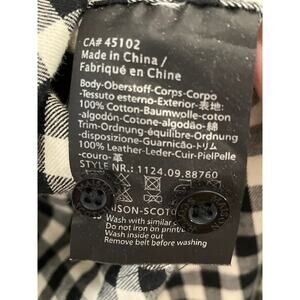 CA# 45102
Made in China /
Fabriqué en Chine
Body-Oberstoff-Corps-Corpo
-Tessuto esterno-Exterior-表地:
100% Cotton-Baumwolle-coton
-algodón-Cotone-algodão-綿
Trim-Ordnung-équilibre-Ordnung
-disposizione-Guarnicão-トリム
100% Leather-Leder-Cuir-PielPelle
-couro-革
STYLE NR.: 1124.09.88760
ISON-SCOT
Wash with similar
Do not iron on print
Wash inside out
Remove belt before washing